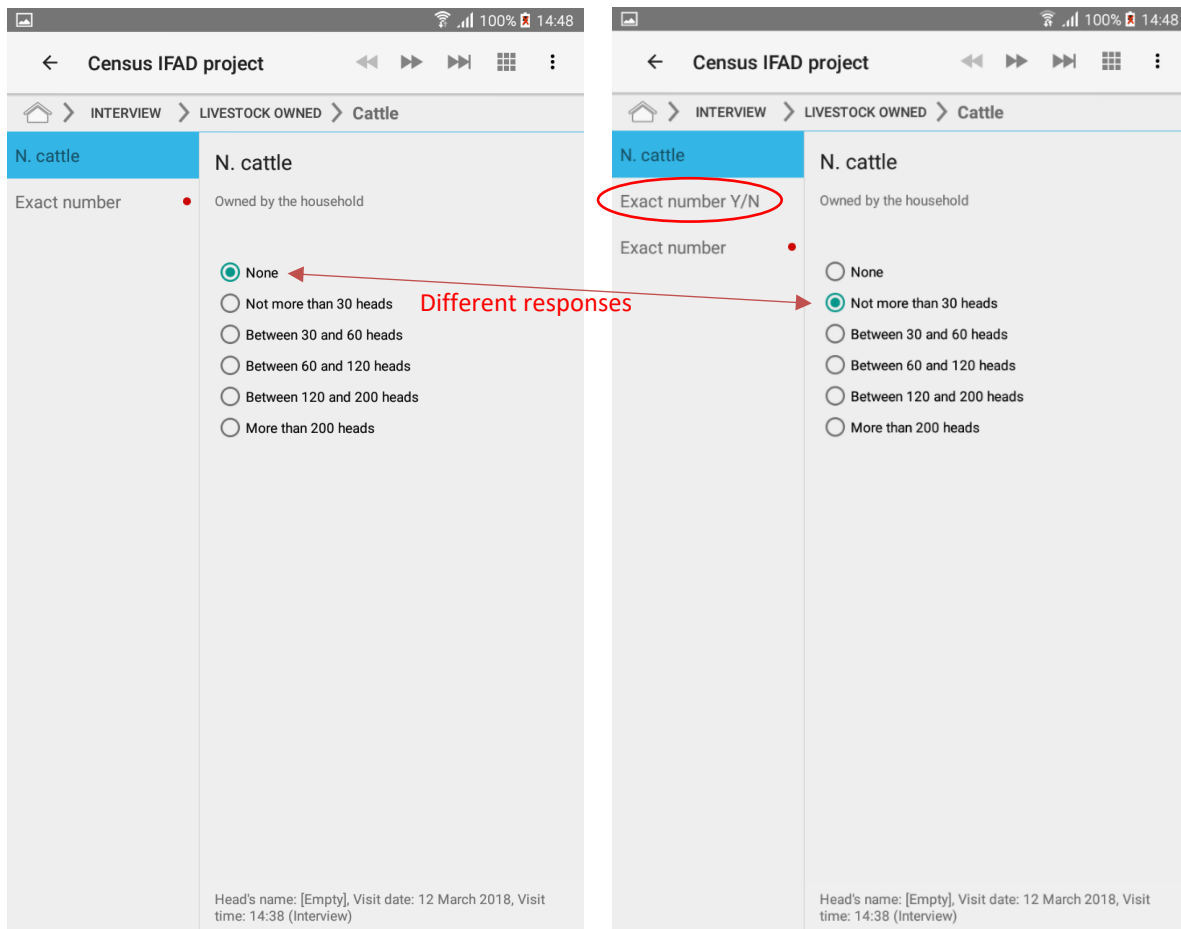 100% 14:48
Census IFAD project
INTERVIEW LIVESTOCK OWNED Cattle
N. cattle
Exact number
N. cattle
Owned by the household
None
Not more than 30 heads
Between 30 and 60 heads
Between 60 and 120 heads
Between 120 and 200 heads
More than 200 heads
Head's name: [Empty], Visit date: 12 March 2018, Visit
time: 14:38 (Interview)
Different responses
100% 14:48
Census IFAD project
INTERVIEW LIVESTOCK OWNED Cattle
N. cattle
Exact number Y/N
Exact number
N. cattle
Owned by the household
None
Not more than 30 heads
Between 30 and 60 heads
Between 60 and 120 heads
Between 120 and 200 heads
More than 200 heads
Head's name: [Empty], Visit date: 12 March 2018, Visit
time: 14:38 (Interview)